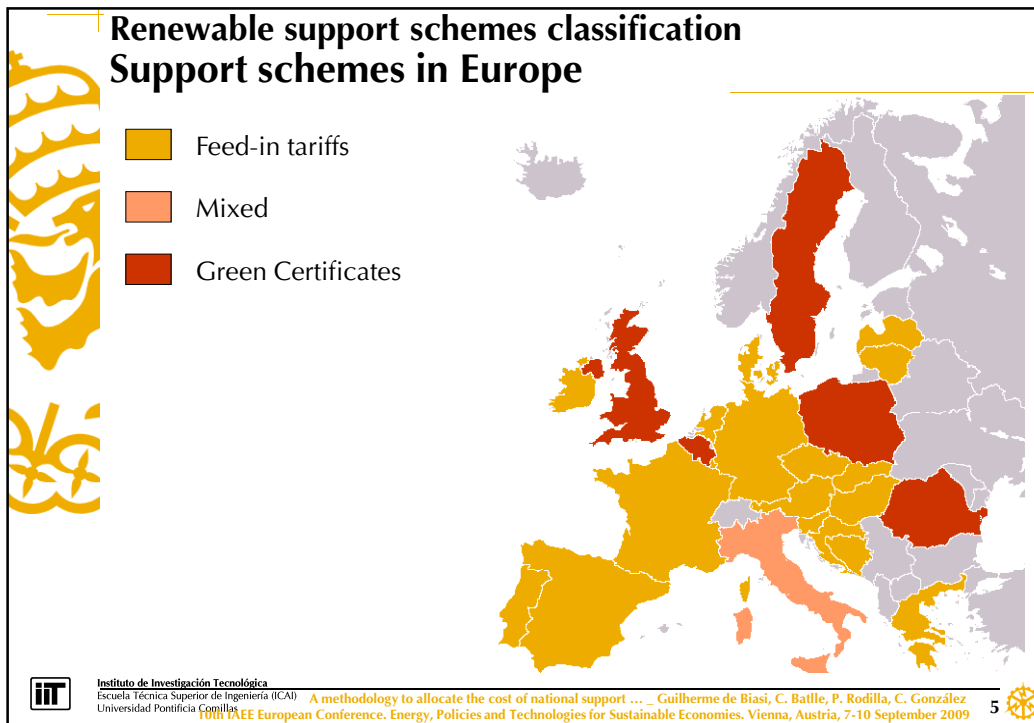 Renewable support schemes classification
Support schemes in Europe
Feed-in tariffs
Mixed
Green Certificates
iiT
Instituto de Investigación Tecnológica
Escuela Técnica Superior de Ingeniería (ICAI)
Universidad Pontificia Comillas
A methodology to allocate the cost of national support ... _ Guilherme de Biasi, C. Batlle, P. Rodilla, C. González
10th IAEE European Conference. Energy, Policies and Technologies for Sustainable Economies. Vienna, Austria, 7-10 September 2009
5